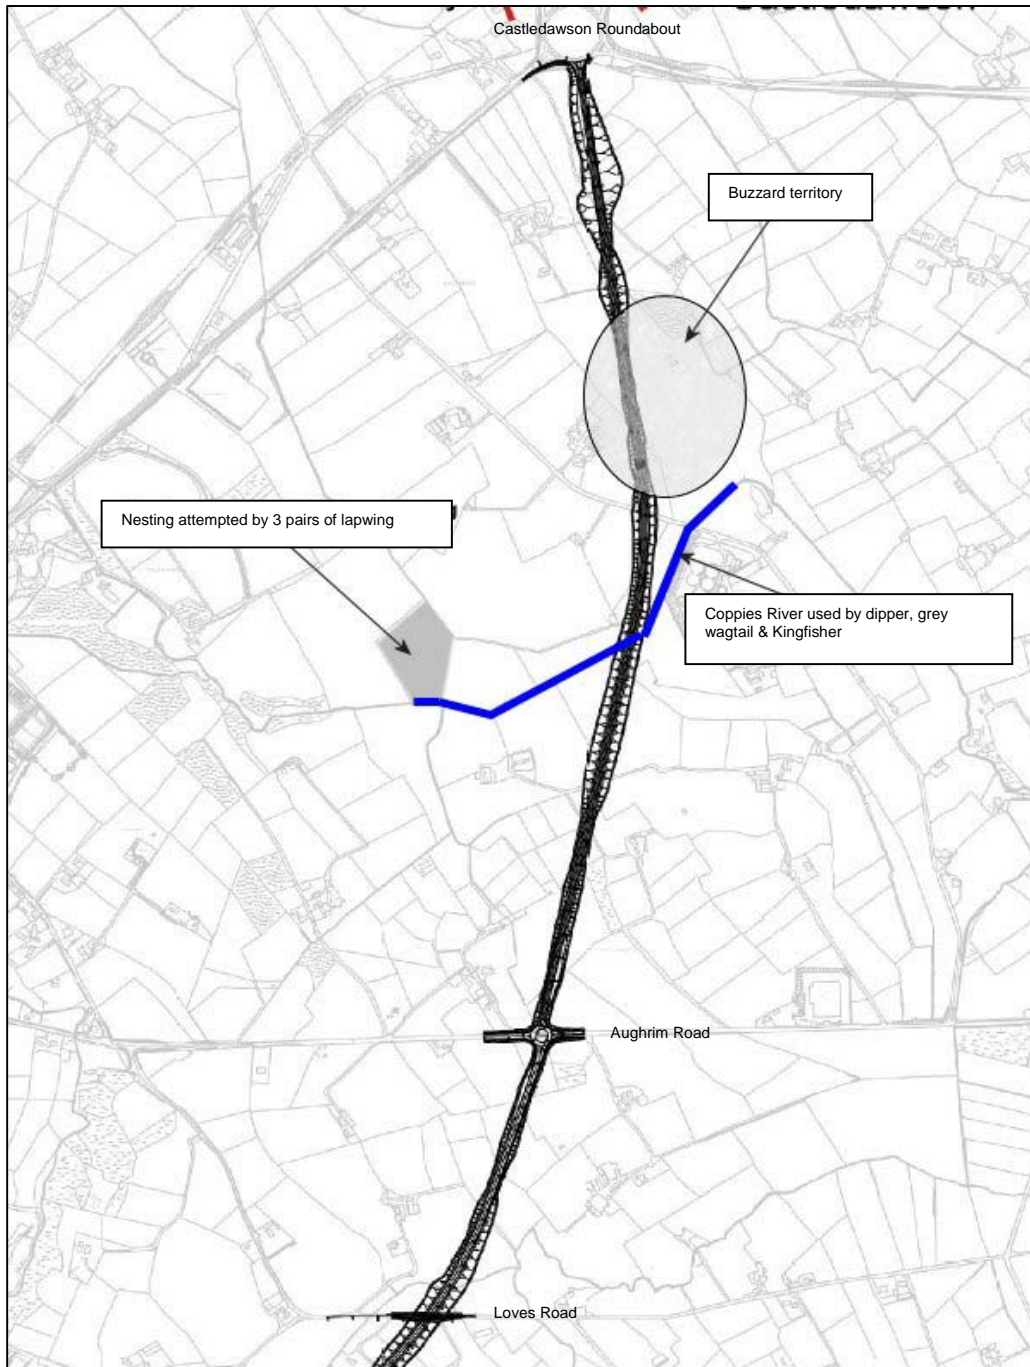 Castledawson Roundabout
Buzzard territory
Nesting attempted by 3 pairs of lapwing
Coppies River used by dipper, grey
wagtail & Kingfisher
Aughrim Road
Loves Road